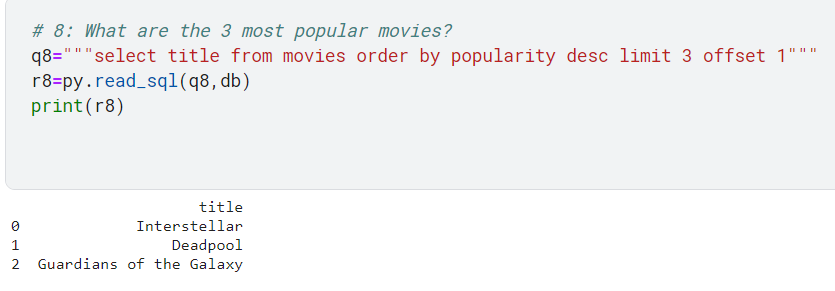 # 8: What are the 3 most popular movies?
q8="""select title from movies order by popularity desc limit 3 offset 1"""
r8=py.read_sql(q8,db)
print(r8)
title
0 Interstellar
1 Deadpool
2 Guardians of the Galaxy